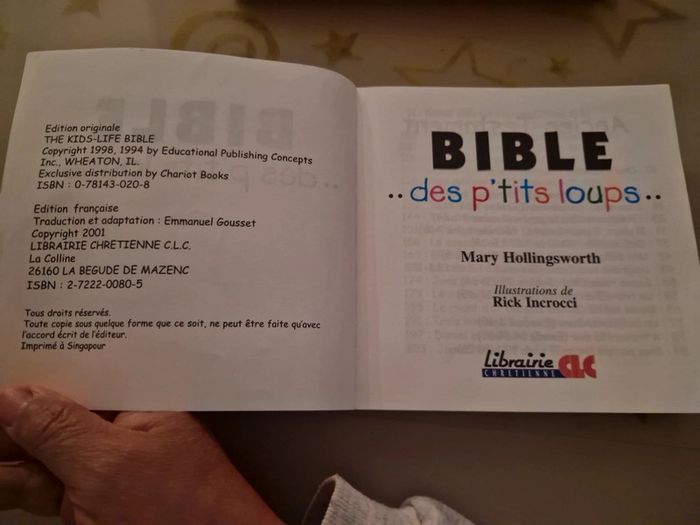 Edition originale
THE KIDS-LIFE BIBLE
Copyright 1998, 1994 by Educational Publishing Concepts
Inc., WHEATON, IL.
Exclusive distribution by Chariot Books
ISBN : 0-78143-020-8
Edition française
Traduction et adaptation : Emmanuel Gousset
Copyright 2001
LIBRAIRIE CHRETIENNE C.L.C.
La Colline
26160 LA BEGUDE DE MAZENC
ISBN : 2-7222-0080-5
Tous droits réservés.
Toute copie sous quelque forme que ce soit, ne peut être faite qu'avec
l'accord écrit de l'éditeur.
Imprimé à Singapour
BIBLE
..des p'tits loups..
Mary Hollingsworth
Illustrations de
Rick Incrocci
Librairie CLC
CHRETIENNE